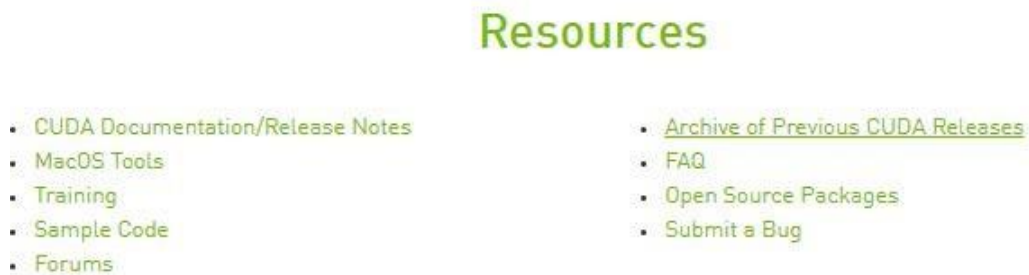 Resources
CUDA Documentation/Release Notes
MacOS Tools
Training
Sample Code
Forums
Archive of Previous CUDA Releases
FAQ
Open Source Packages
Submit a Bug